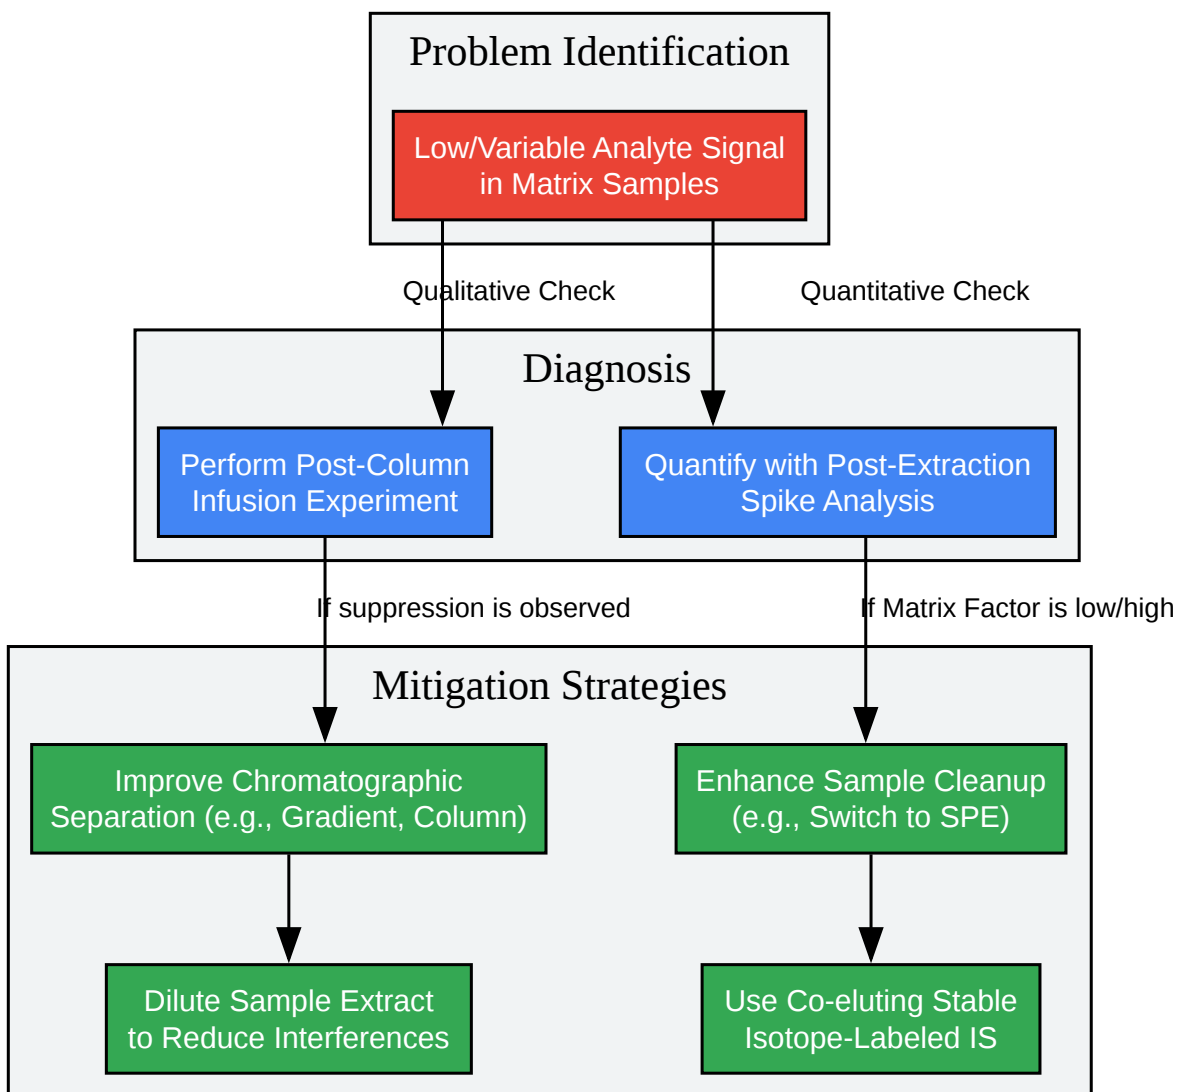 Problem Identification
Low/Variable Analyte Signal
in Matrix Samples
Qualitative Check
Quantitative Check
Diagnosis
Perform Post-Column
Infusion Experiment
Quantify with Post-Extraction
Spike Analysis
If suppression is observed
If Matrix Factor is low/high
Mitigation Strategies
Improve Chromatographic
Separation (e.g., Gradient, Column)
Enhance Sample Cleanup
(e.g., Switch to SPE)
Dilute Sample Extract
to Reduce Interferences
Use Co-eluting Stable
Isotope-Labeled IS